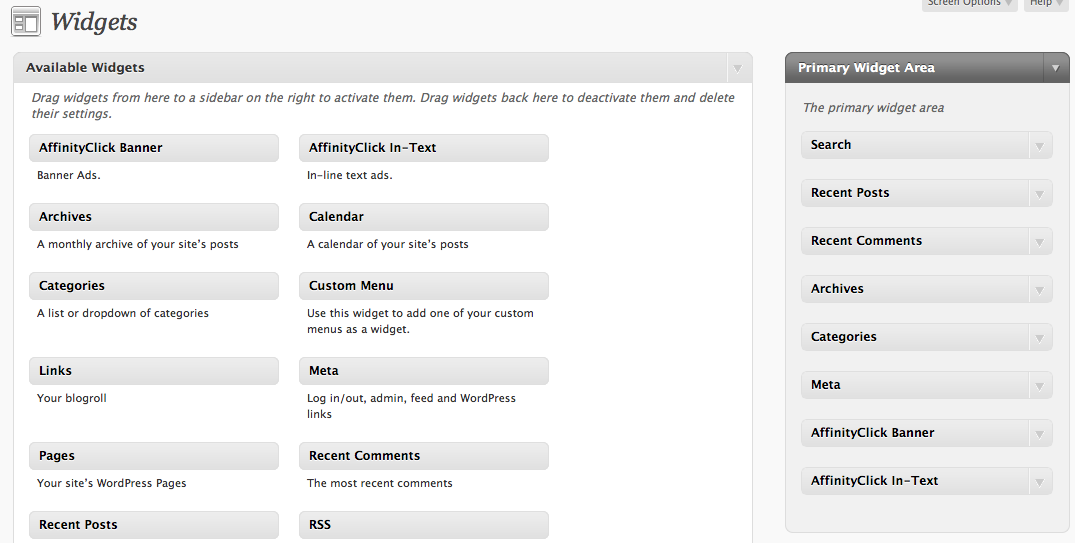 Screen Options
Help
Widgets
Available Widgets
Drag widgets from here to a sidebar on the right to activate them. Drag widgets back here to deactivate them and delete
their settings.
AffinityClick Banner
Banner Ads.
AffinityClick In-Text
In-line text ads.
Archives
A monthly archive of your site's posts
Calendar
A calendar of your site's posts
Categories
A list or dropdown of categories
Custom Menu
Use this widget to add one of your custom
menus as a widget.
Links
Your blogroll
Meta
Log in/out, admin, feed and WordPress
links
Pages
Your site's WordPress Pages
Recent Comments
The most recent comments
Recent Posts
RSS
Primary Widget Area
The primary widget area
Search
Recent Posts
Recent Comments
Archives
Categories
Meta
AffinityClick Banner
AffinityClick In-Text